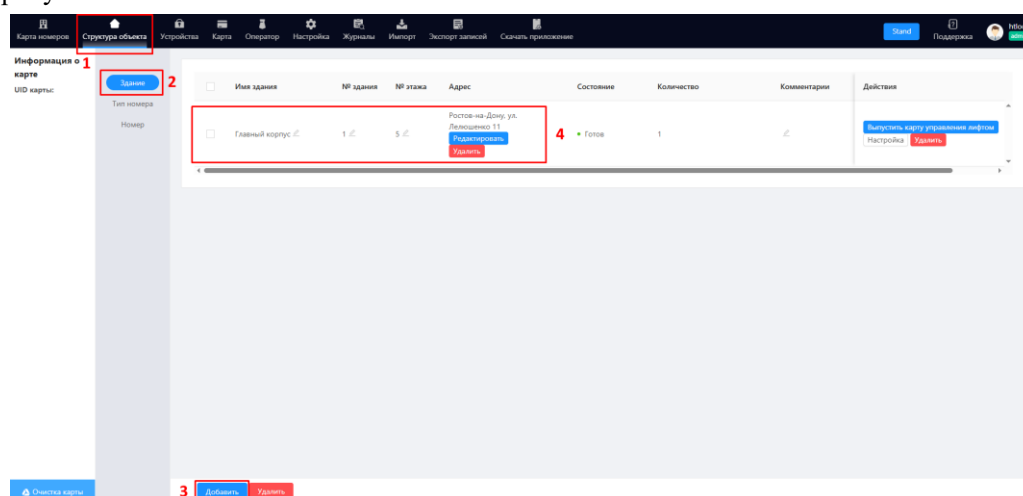 Карта номеров Структура объекта Устройства Карта Оператор Настройка Журналы Импорт Экспорт записей Скачать приложение Stand Поддержка
Информация о карте
UID карты:
1
Здание 2
Тип номера
Номер
Имя здания № здания № этажа Адрес Состояние Количество Комментарии Действия
Главный корпус 1 5
Ростов-на-Дону, ул.
Лелюшенко 11
Редактировать
Удалить
4
Готов 1
Выпустить карту управления лифтом
Настройка Удалить
Очистка карты 3 Добавить Удалить